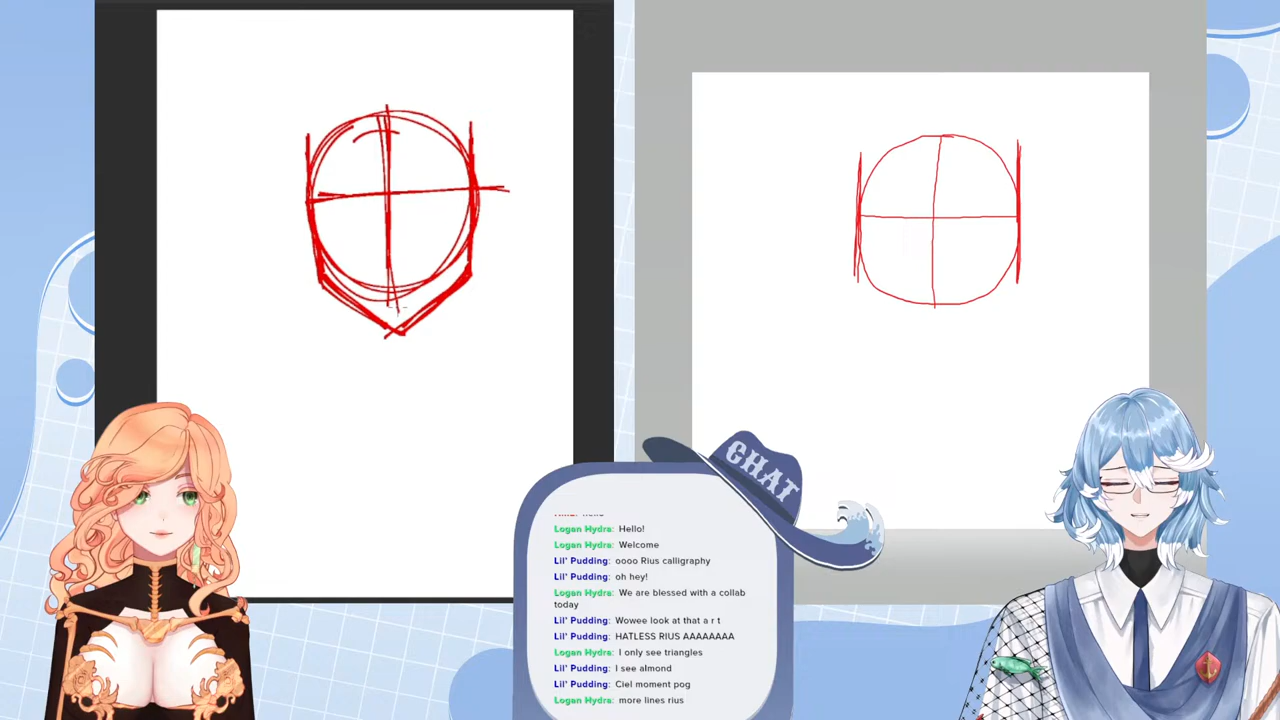 CHAT
Logan Hydra: Hello!
Logan Hydra: Welcome
Lil' Pudding: oooo Rius calligraphy
Lil' Pudding: oh hey!
Logan Hydra: We are blessed with a collab
today
Lil' Pudding: Wowee look at that a r t
Lil' Pudding: HATLESS RIUS AAAAAAAA
Logan Hydra: I only see triangles
Lil' Pudding: I see almond
Lil' Pudding: Ciel moment pog
Logan Hydra: more lines rius